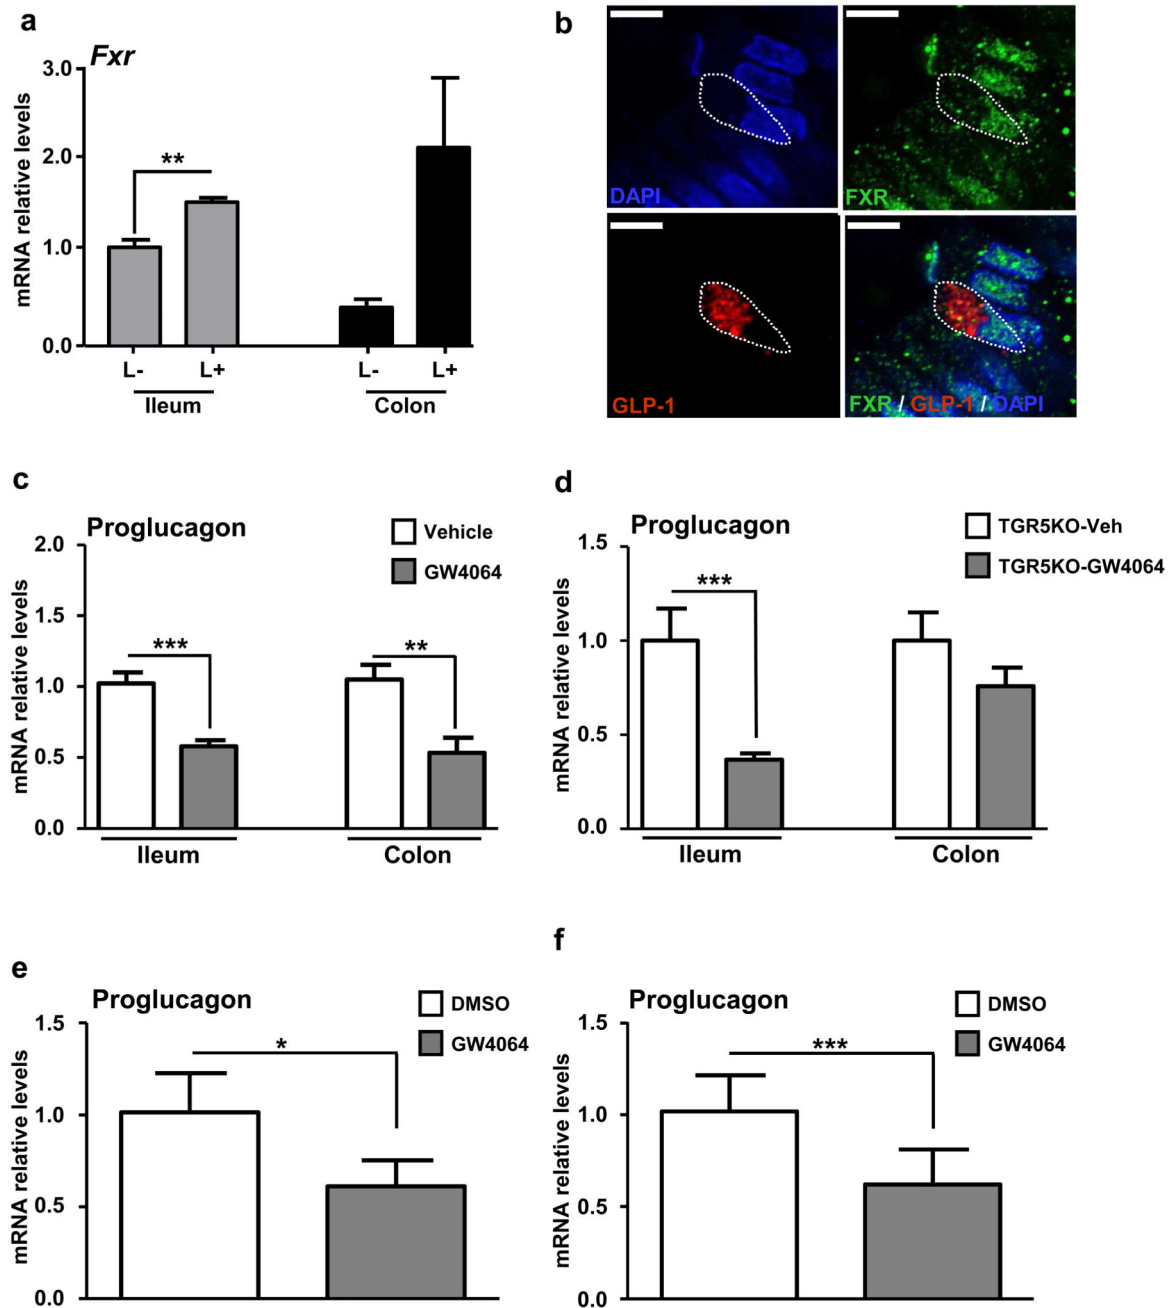 a
Fxr
mRNA relative levels
3.0
2.0
1.0
0.0
**
L- L+ L- L+
Ileum Colon
b
DAPI
FXR
GLP-1
FXR / GLP-1 / DAPI
c
Proglucagon
Vehicle
GW4064
mRNA relative levels
2.0
1.5
1.0
0.5
0.0
***
**
Ileum Colon
d
Proglucagon
TGR5KO-Veh
TGR5KO-GW4064
mRNA relative levels
1.5
1.0
0.5
0.0
***
Ileum Colon
e
Proglucagon
DMSO
GW4064
mRNA relative levels
1.5
1.0
0.5
0.0
*
f
Proglucagon
DMSO
GW4064
mRNA relative levels
1.5
1.0
0.5
0.0
***